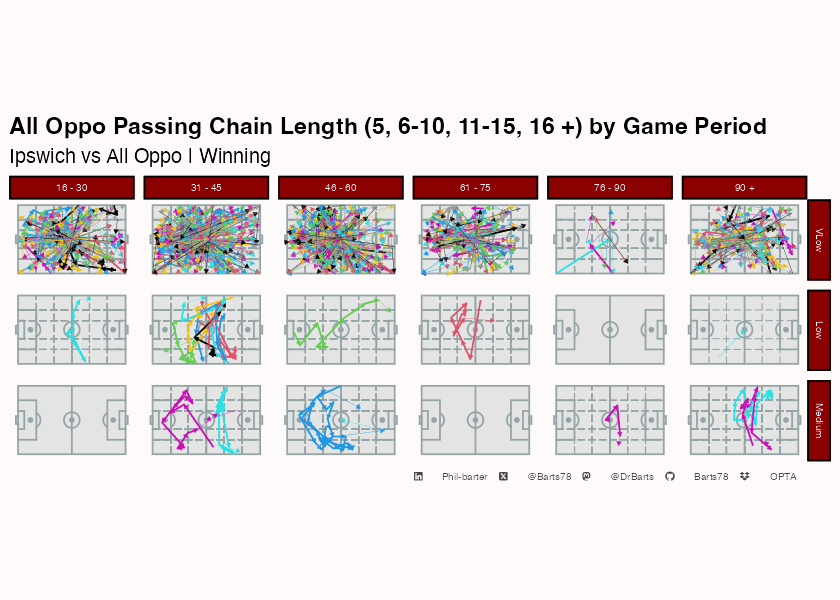 All Oppo Passing Chain Length (5, 6-10, 11-15, 16 +) by Game Period
Ipswich vs All Oppo | Winning
16 - 30 31 - 45 46 - 60 61 - 75 76 - 90 90 +
VLow
Low
Medium
Phil-barter @Barts78 @DrBarts Barts78 OPTA